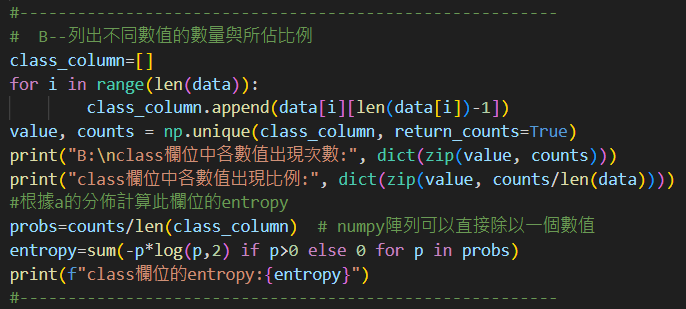 #-------------------------------------------------------
#  B--列出不同數值的數量與所佔比例
class_column=[]
for i in range(len(data)):
        class_column.append(data[i][len(data[i])-1])
value, counts = np.unique(class_column, return_counts=True)
print("B:\nclass欄位中各數值出現次數:", dict(zip(value, counts)))
print("class欄位中各數值出現比例:", dict(zip(value, counts/len(data))))
#根據a的分佈計算此欄位的entropy
probs=counts/len(class_column)  # numpy陣列可以直接除以一個數值
entropy=sum(-p*log(p,2) if p>0 else 0 for p in probs)
print(f"class欄位的entropy:{entropy}")
#-------------------------------------------------------